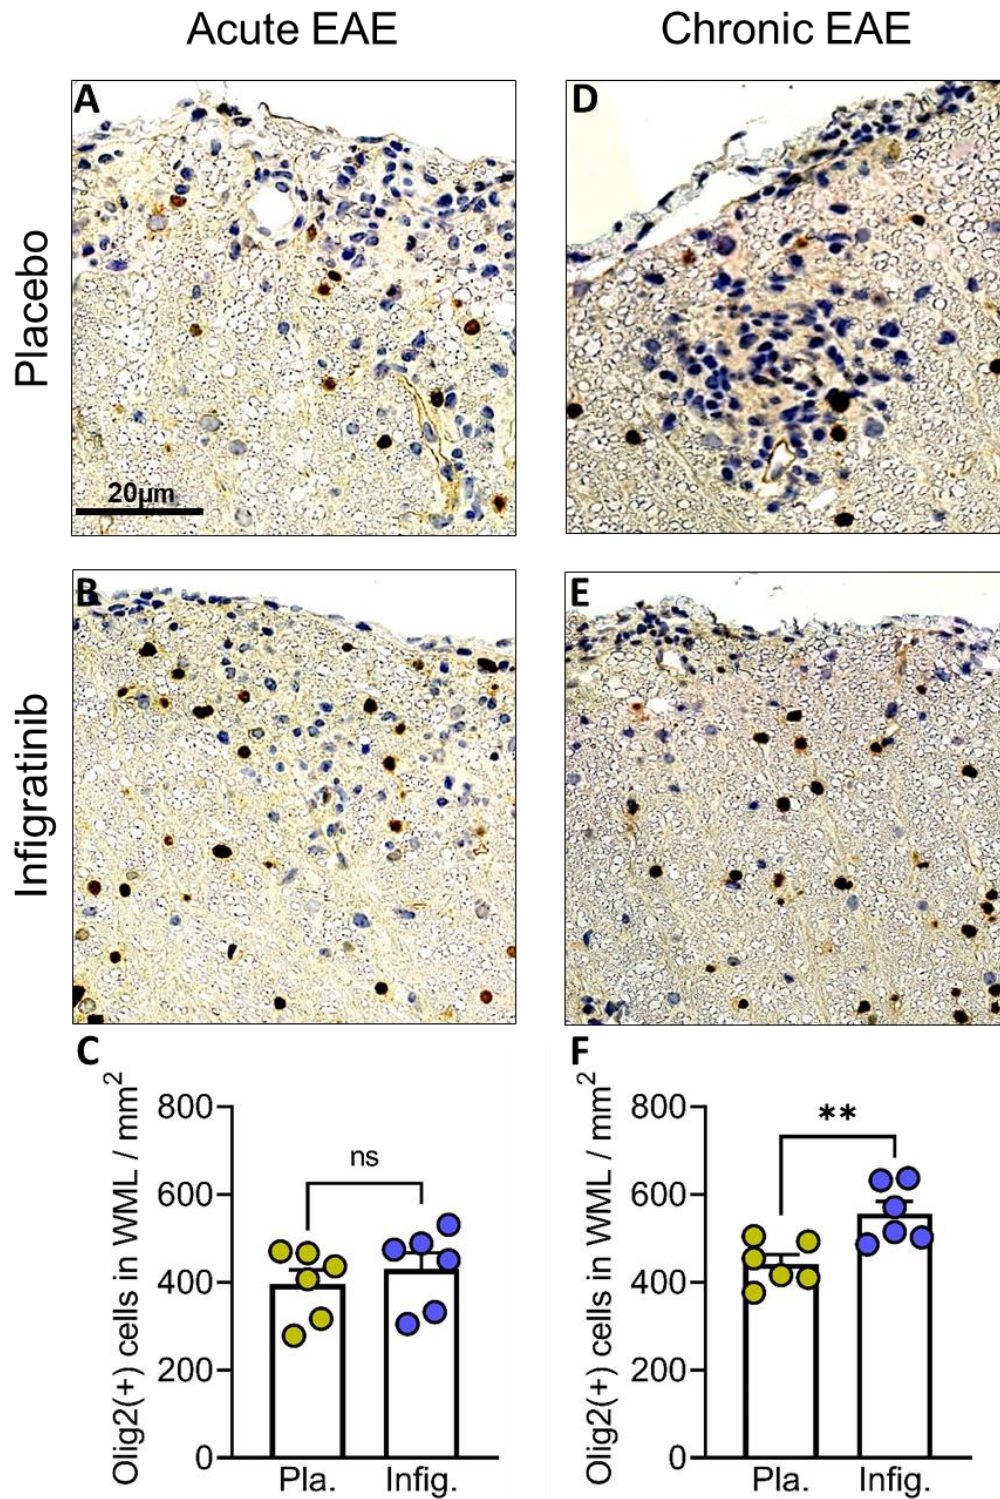 Acute EAE
Chronic EAE
Placebo
A
20µm
D
Infigratinib
B
E
C
Olig2(+) cells in WML / mm²
800
600
400
200
0
ns
Pla.
Infig.
F
Olig2(+) cells in WML / mm²
800
600
400
200
0
**
Pla.
Infig.